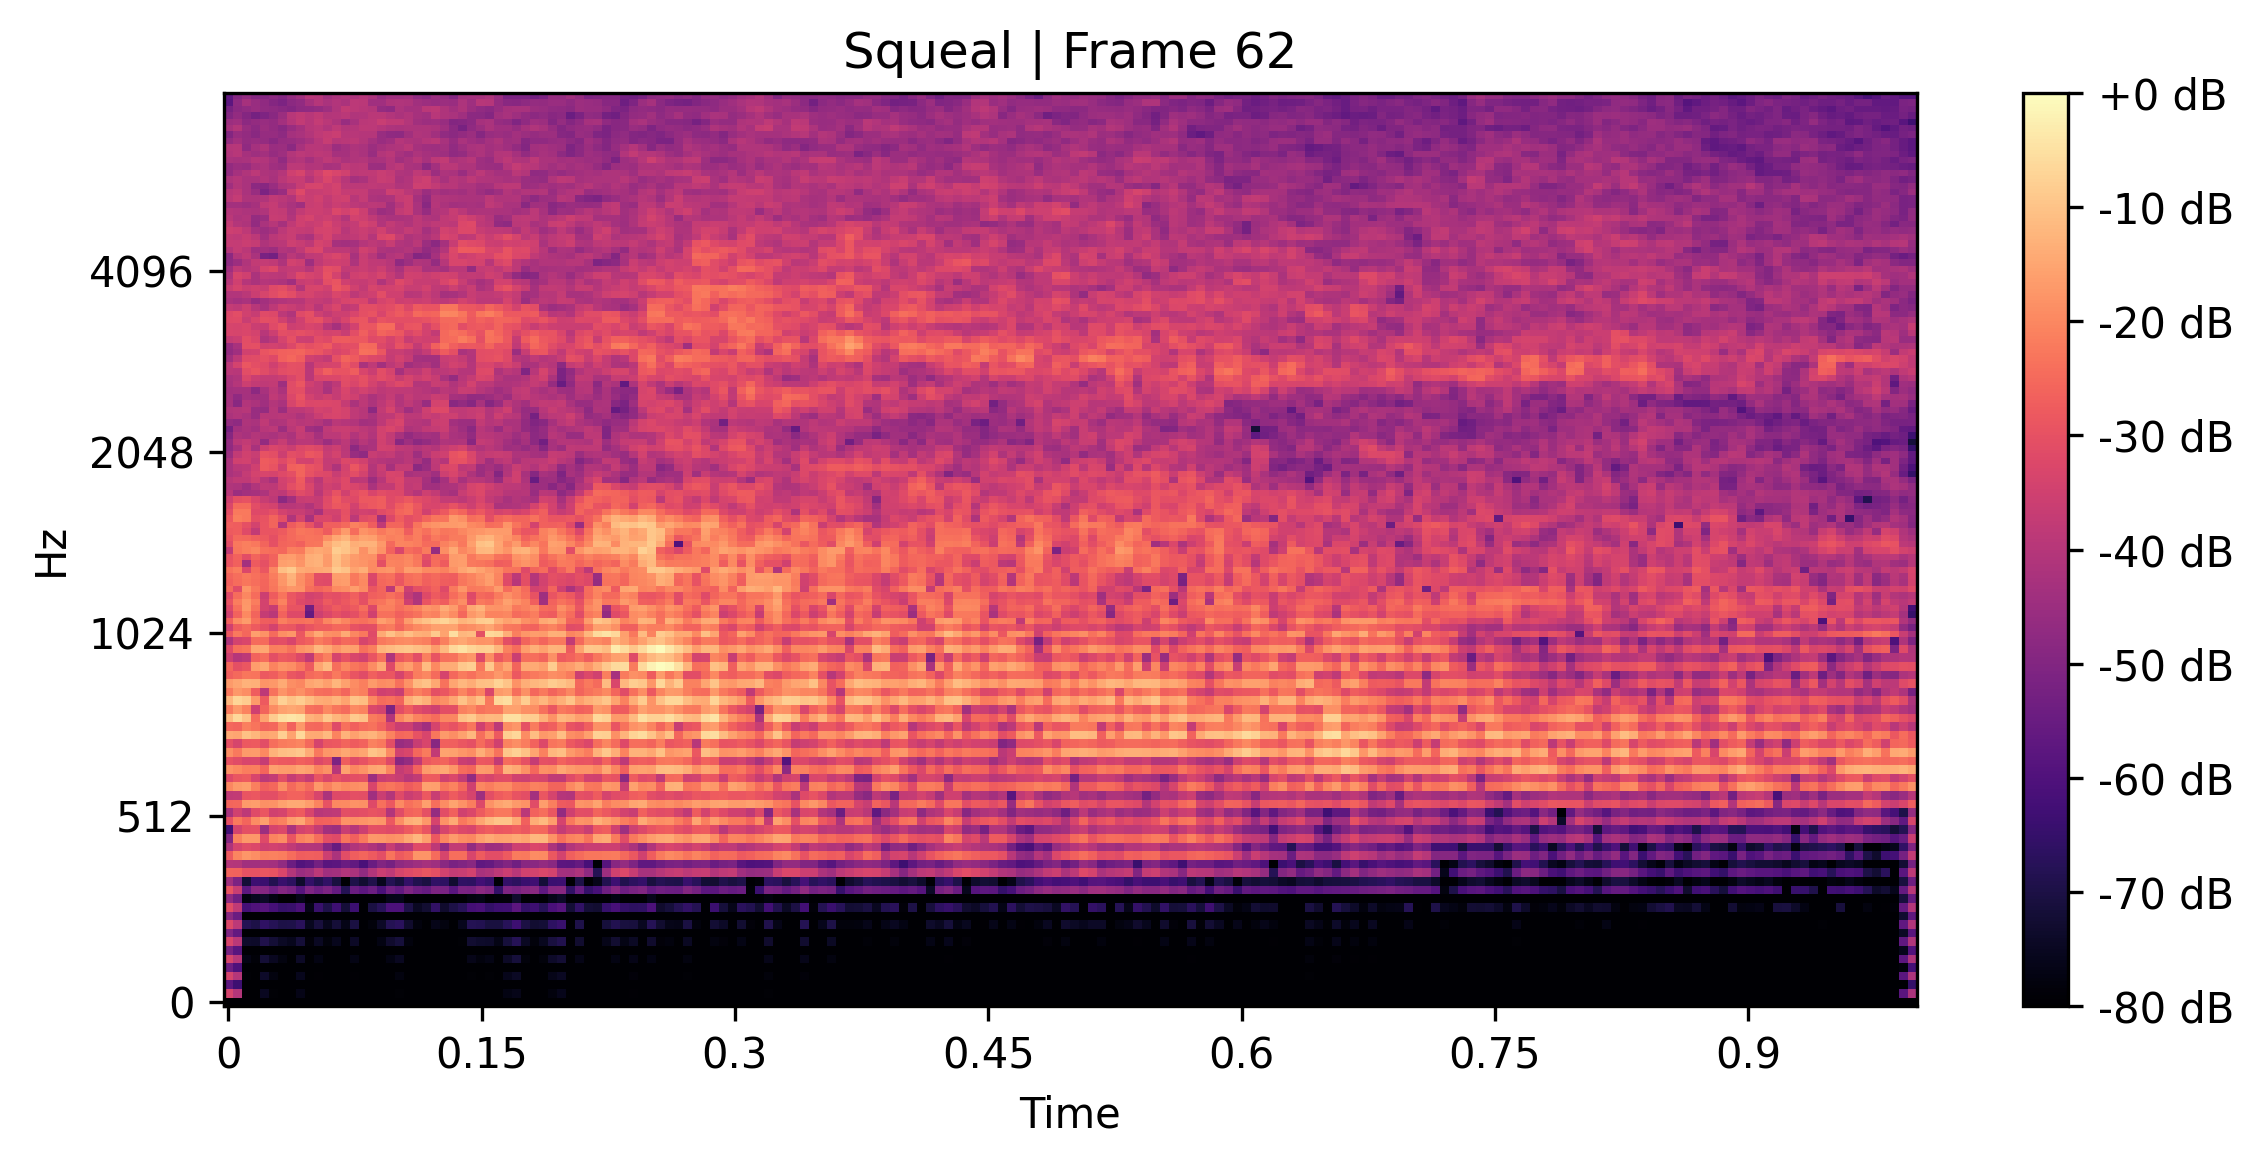 Squeal | Frame 62
Hz
4096
2048
1024
512
0
0 0.15 0.3 0.45 0.6 0.75 0.9
Time
+0 dB
-10 dB
-20 dB
-30 dB
-40 dB
-50 dB
-60 dB
-70 dB
-80 dB